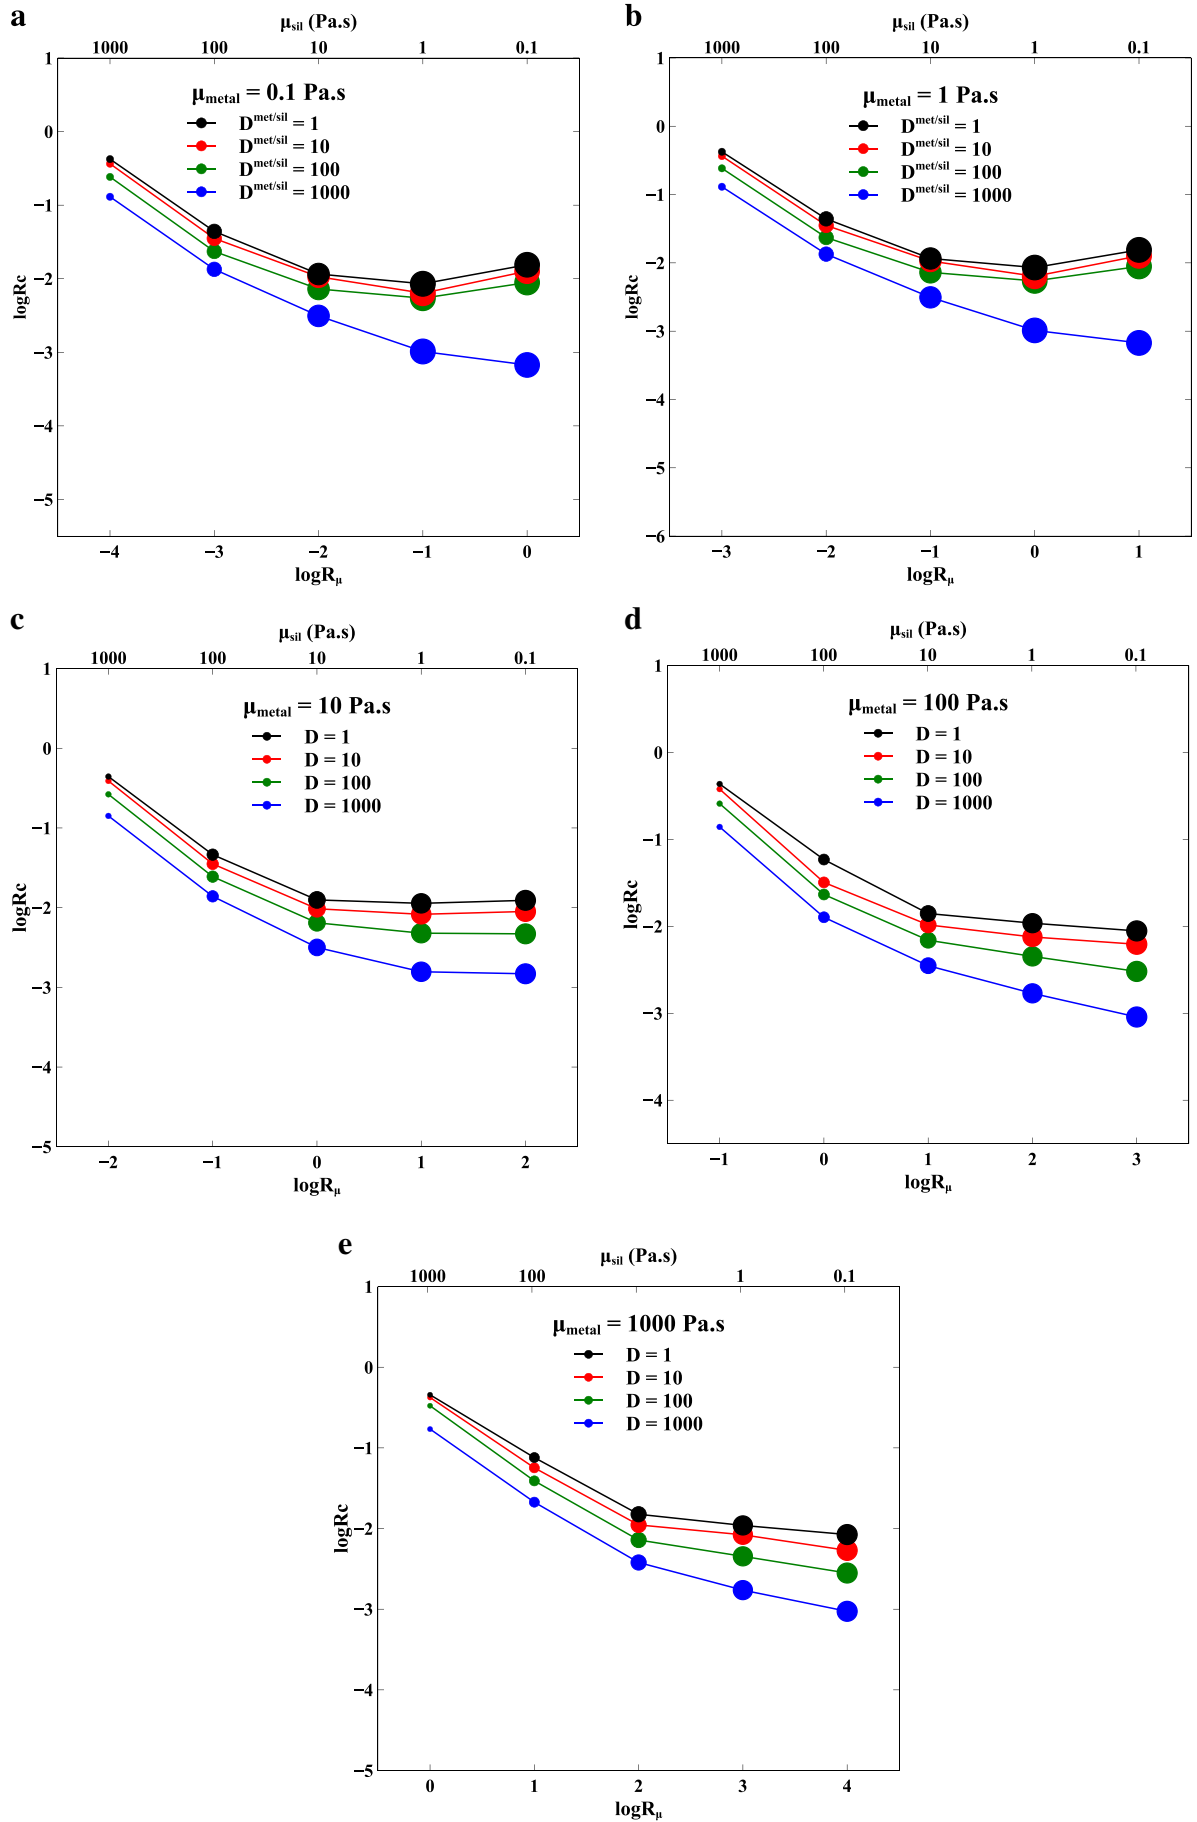 a
μsil (Pa.s)
1000 100 10 1 0.1
μmetal = 0.1 Pa.s
Dmet/sil = 1
Dmet/sil = 10
Dmet/sil = 100
Dmet/sil = 1000
1
0
−1
−2
−3
−4
−5
logRc
−4 −3 −2 −1 0
logRμ
b
μsil (Pa.s)
1000 100 10 1 0.1
μmetal = 1 Pa.s
Dmet/sil = 1
Dmet/sil = 10
Dmet/sil = 100
Dmet/sil = 1000
1
0
−1
−2
−3
−4
−5
−6
logRc
−3 −2 −1 0 1
logRμ
c
μsil (Pa.s)
1000 100 10 1 0.1
μmetal = 10 Pa.s
D = 1
D = 10
D = 100
D = 1000
1
0
−1
−2
−3
−4
−5
logRc
−2 −1 0 1 2
logRμ
d
μsil (Pa.s)
1000 100 10 1 0.1
μmetal = 100 Pa.s
D = 1
D = 10
D = 100
D = 1000
1
0
−1
−2
−3
−4
logRc
−1 0 1 2 3
logRμ
e
μsil (Pa.s)
1000 100 1 0.1
μmetal = 1000 Pa.s
D = 1
D = 10
D = 100
D = 1000
1
0
−1
−2
−3
−4
−5
logRc
0 1 2 3 4
logRμ